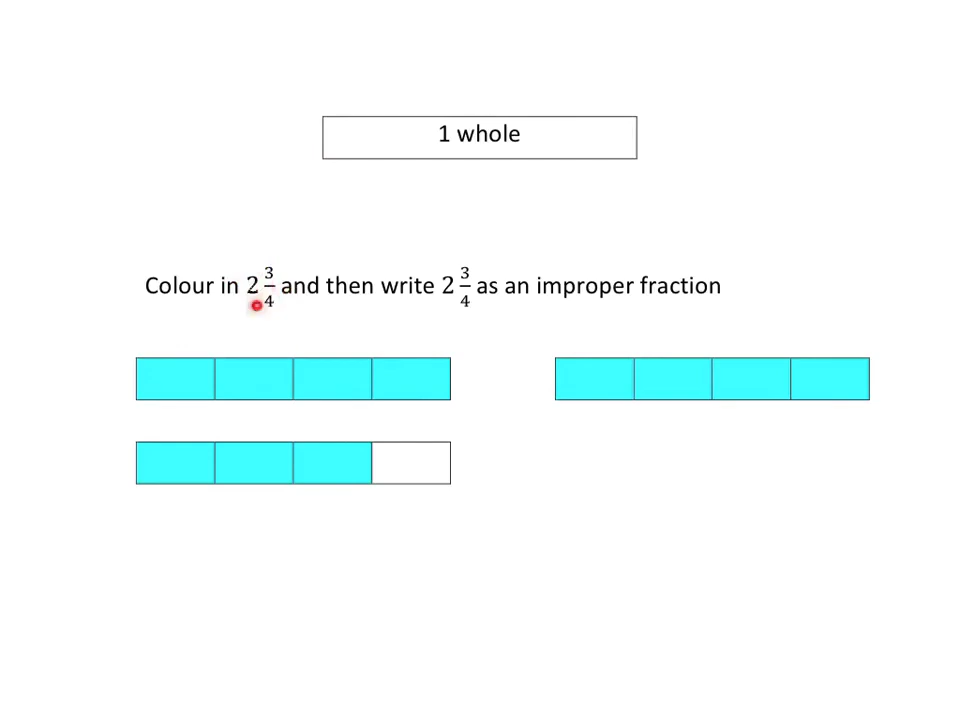 1 whole
Colour in 2 3/4 and then write 2 3/4 as an improper fraction